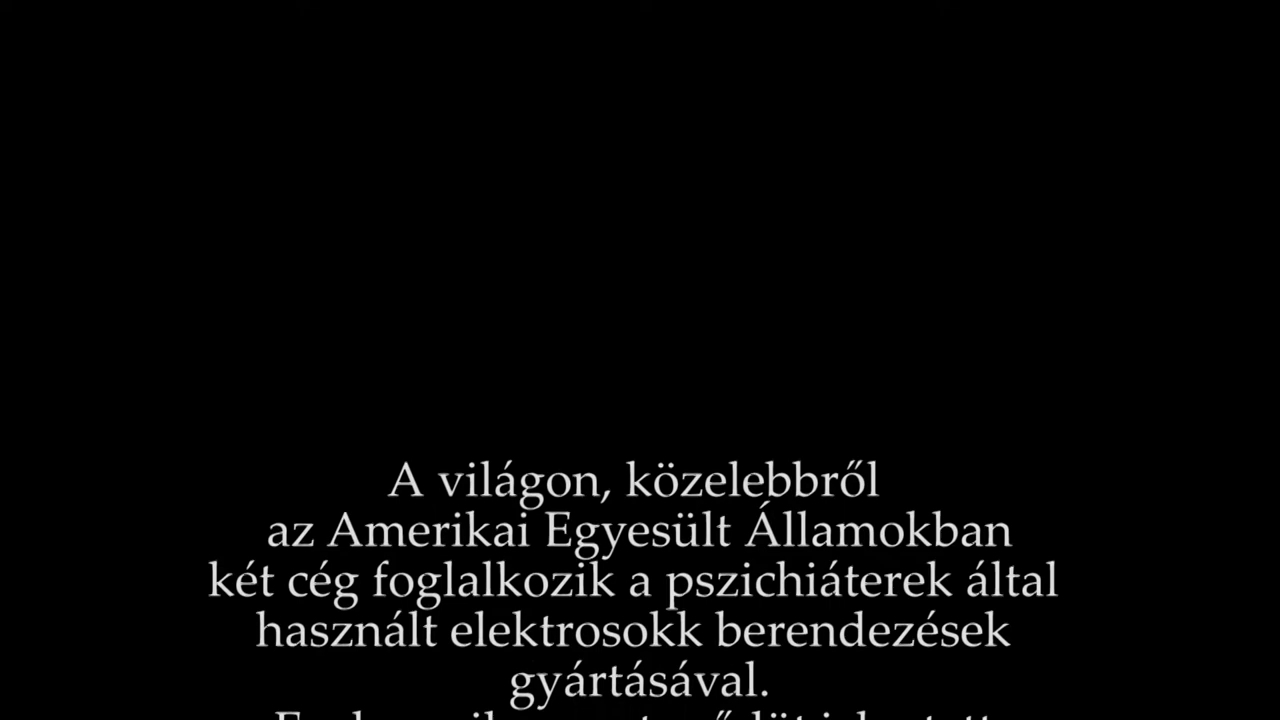 A világon, közelebbről
az Amerikai Egyesült Államokban
két cég foglalkozik a pszichiáterek által
használt elektrosokk berendezések
gyártásával.